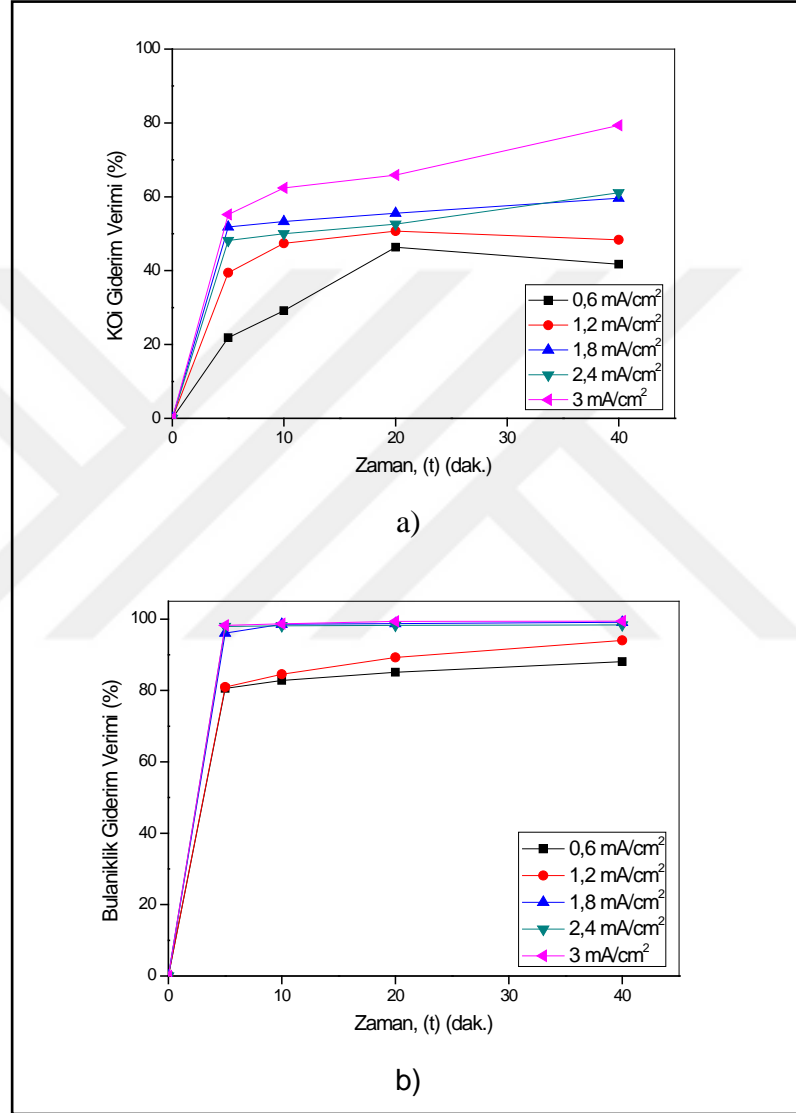 100
80
60
40
20
0
KOi Giderim Verimi (%)
0,6 mA/cm²
1,2 mA/cm²
1,8 mA/cm²
2,4 mA/cm²
3 mA/cm²
0 10 20 30 40
Zaman, (t) (dak.)
a)
100
80
60
40
20
0
Bulaniklik Giderim Verimi (%)
0,6 mA/cm²
1,2 mA/cm²
1,8 mA/cm²
2,4 mA/cm²
3 mA/cm²
0 10 20 30 40
Zaman, (t) (dak.)
b)